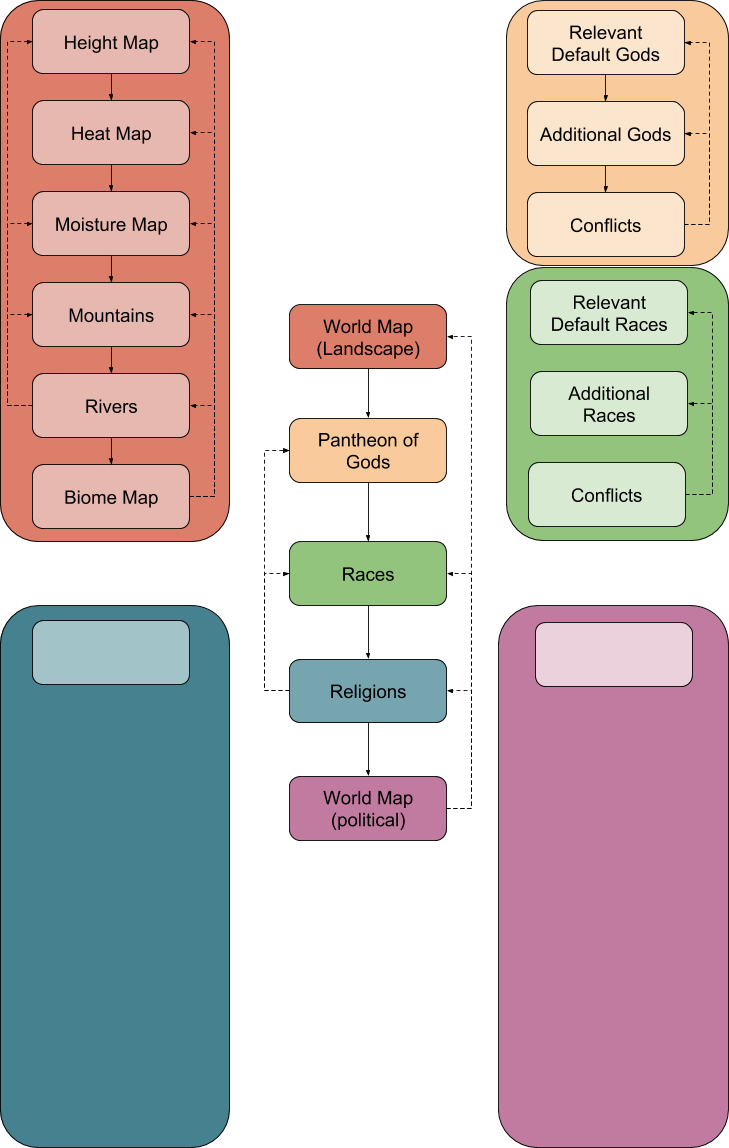 Height Map
Heat Map
Moisture Map
Mountains
Rivers
Biome Map
World Map
(Landscape)
Pantheon of
Gods
Races
Religions
World Map
(political)
Relevant
Default Gods
Additional Gods
Conflicts
Relevant
Default Races
Additional
Races
Conflicts